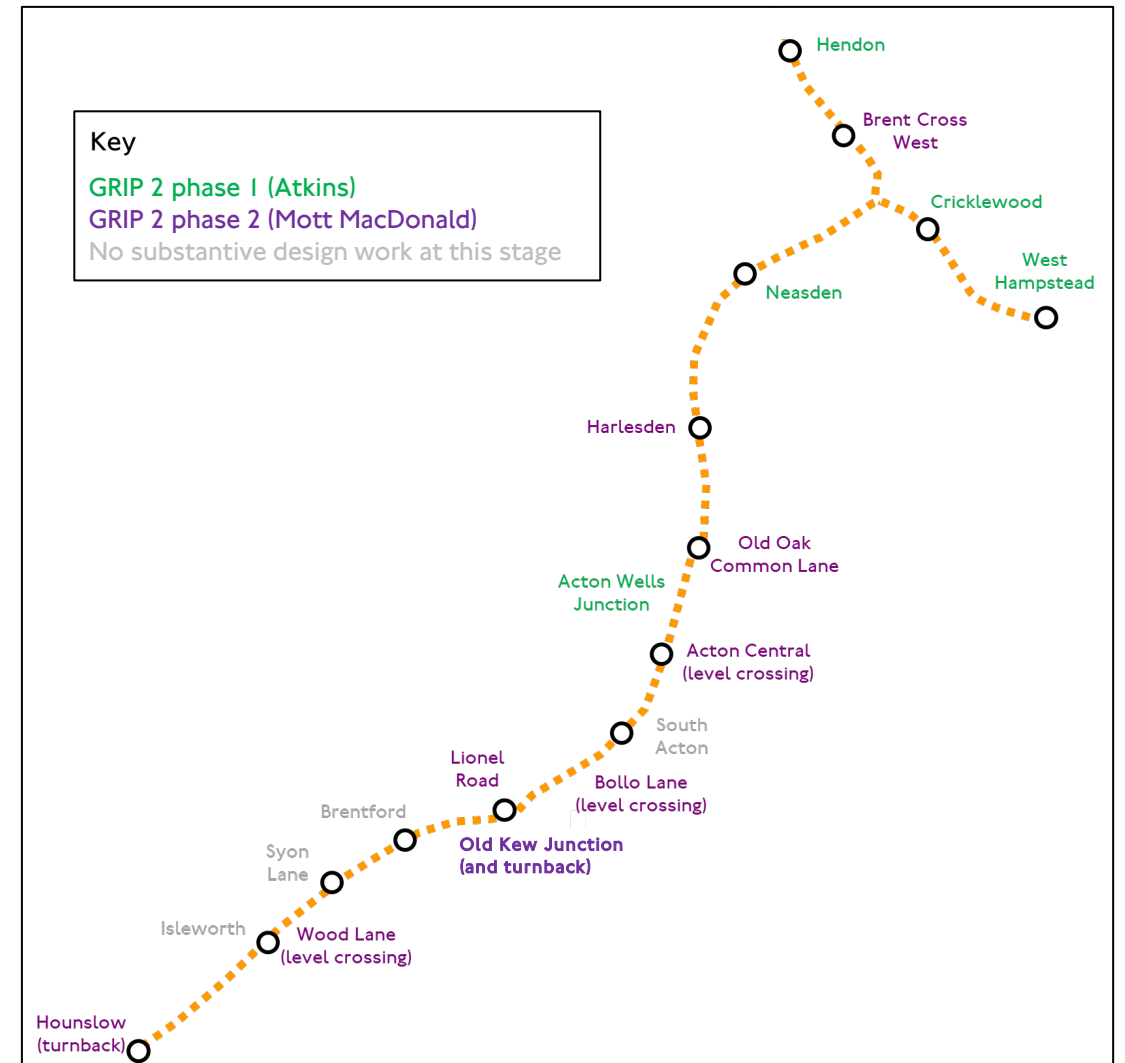 Hendon
Key
Brent Cross
West
GRIP 2 phase 1 (Atkins)
GRIP 2 phase 2 (Mott MacDonald)
No substantive design work at this stage
Cricklewood
West
Hampstead
Neasden
Harlesden
Old Oak
Common Lane
Acton Wells
Junction
Acton Central
(level crossing)
South
Acton
Lionel
Road
Bollo Lane
(level crossing)
Brentford
Old Kew Junction
(and turnback)
Syon
Lane
Isleworth
Wood Lane
(level crossing)
Hounslow
(turnback)